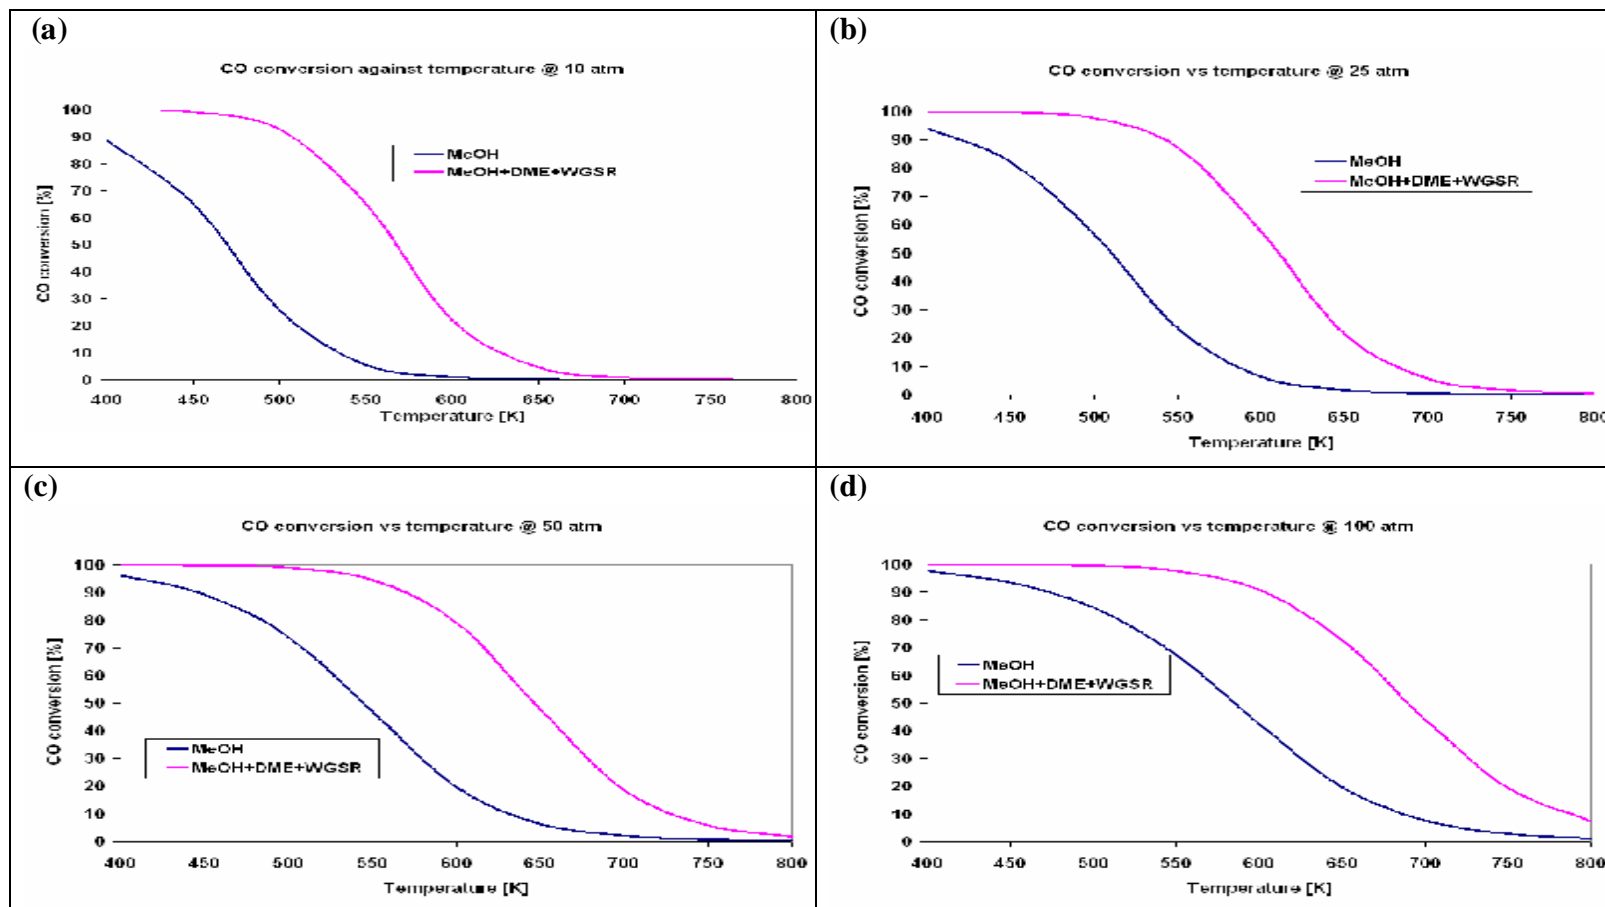 (a)
CO conversion against temperature @ 10 atm
100
90
80
70
60
50
40
30
20
10
0
CO conversion [%]
MeOH
MeOH+DME+WGSR
400 450 500 550 600 650 700 750 800
Temperature [K]
(b)
CO conversion vs temperature @ 25 atm
100
90
80
70
60
50
40
30
20
10
0
CO conversion [%]
MeOH
MeOH+DME+WGSR
400 450 500 550 600 650 700 750 800
Temperature [K]
(c)
CO conversion vs temperature @ 50 atm
100
90
80
70
60
50
40
30
20
10
0
CO conversion [%]
MeOH
MeOH+DME+WGSR
400 450 500 550 600 650 700 750 800
Temperature [K]
(d)
CO conversion vs temperature @ 100 atm
100
90
80
70
60
50
40
30
20
10
0
CO conversion [%]
MeOH
MeOH+DME+WGSR
400 450 500 550 600 650 700 750 800
Temperature [K]